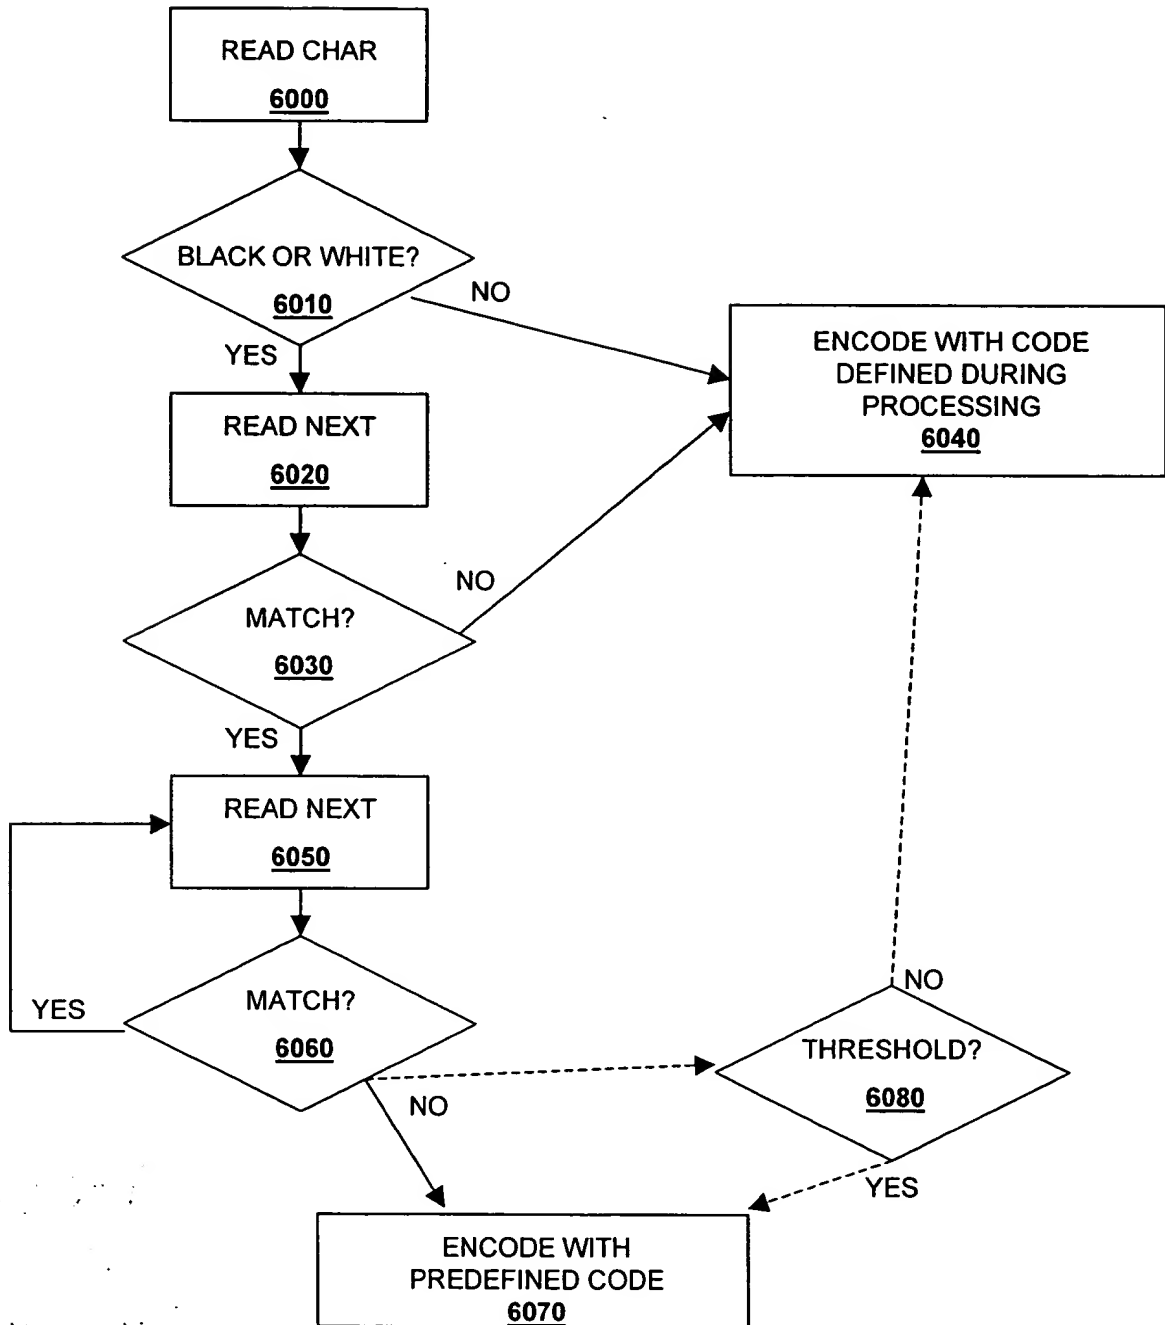 READ CHAR
6000
BLACK OR WHITE?
6010
NO
YES
ENCODE WITH CODE
DEFINED DURING
PROCESSING
6040
READ NEXT
6020
MATCH?
6030
NO
YES
READ NEXT
6050
MATCH?
6060
YES
NO
THRESHOLD?
6080
NO
YES
ENCODE WITH
PREDEFINED CODE
6070